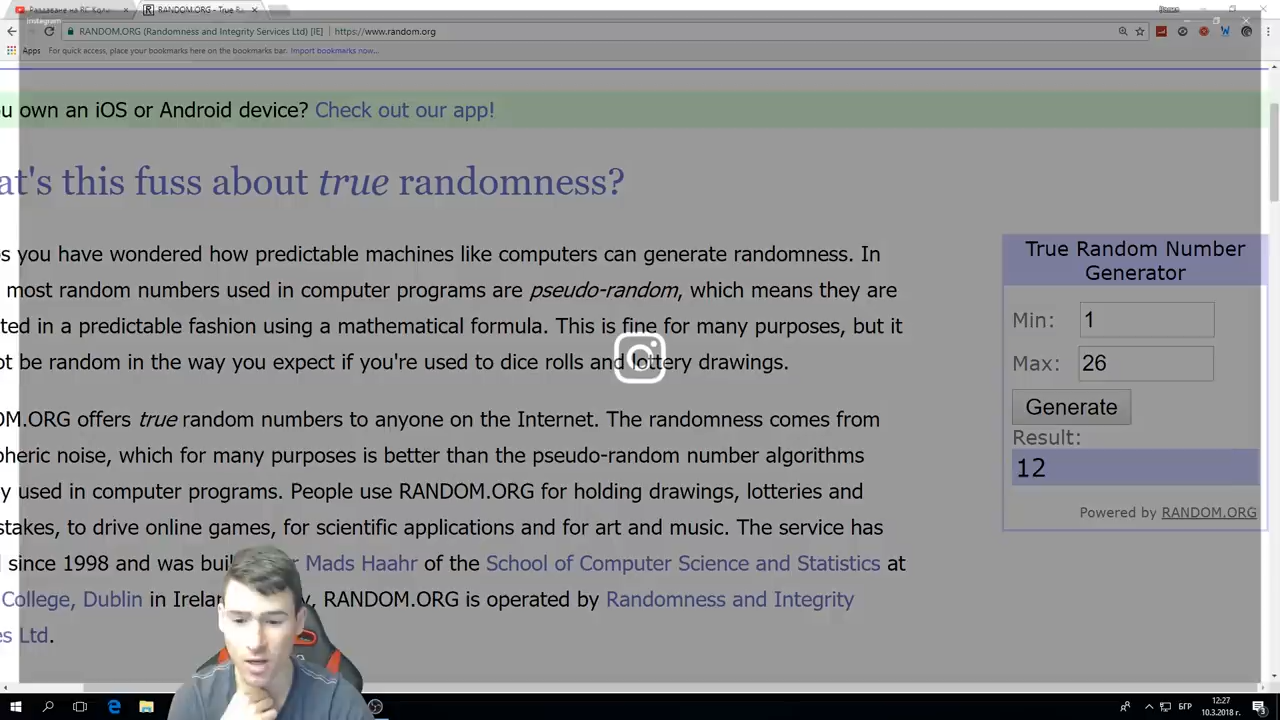 Раздаване на RC Коли
RANDOM.ORG - True Ra
Instagram
RANDOM.ORG (Randomness and Integrity Services Ltd) [IE] | https://www.random.org
Apps For quick access, place your bookmarks here on the bookmarks bar. Import bookmarks now...
u own an iOS or Android device? Check out our app!
at's this fuss about true randomness?
s you have wondered how predictable machines like computers can generate randomness. In
most random numbers used in computer programs are pseudo-random, which means they are
ted in a predictable fashion using a mathematical formula. This is fine for many purposes, but it
ot be random in the way you expect if you're used to dice rolls and lottery drawings.
OM.ORG offers true random numbers to anyone on the Internet. The randomness comes from
pheric noise, which for many purposes is better than the pseudo-random number algorithms
y used in computer programs. People use RANDOM.ORG for holding drawings, lotteries and
stakes, to drive online games, for scientific applications and for art and music. The service has
since 1998 and was buil Mads Haahr of the School of Computer Science and Statistics at
College, Dublin in Irelan y, RANDOM.ORG is operated by Randomness and Integrity
es Ltd.
True Random Number
Generator
Min: 1
Max: 26
Generate
Result:
12
Powered by RANDOM.ORG
БГР
12:27
10.3.2018 г.